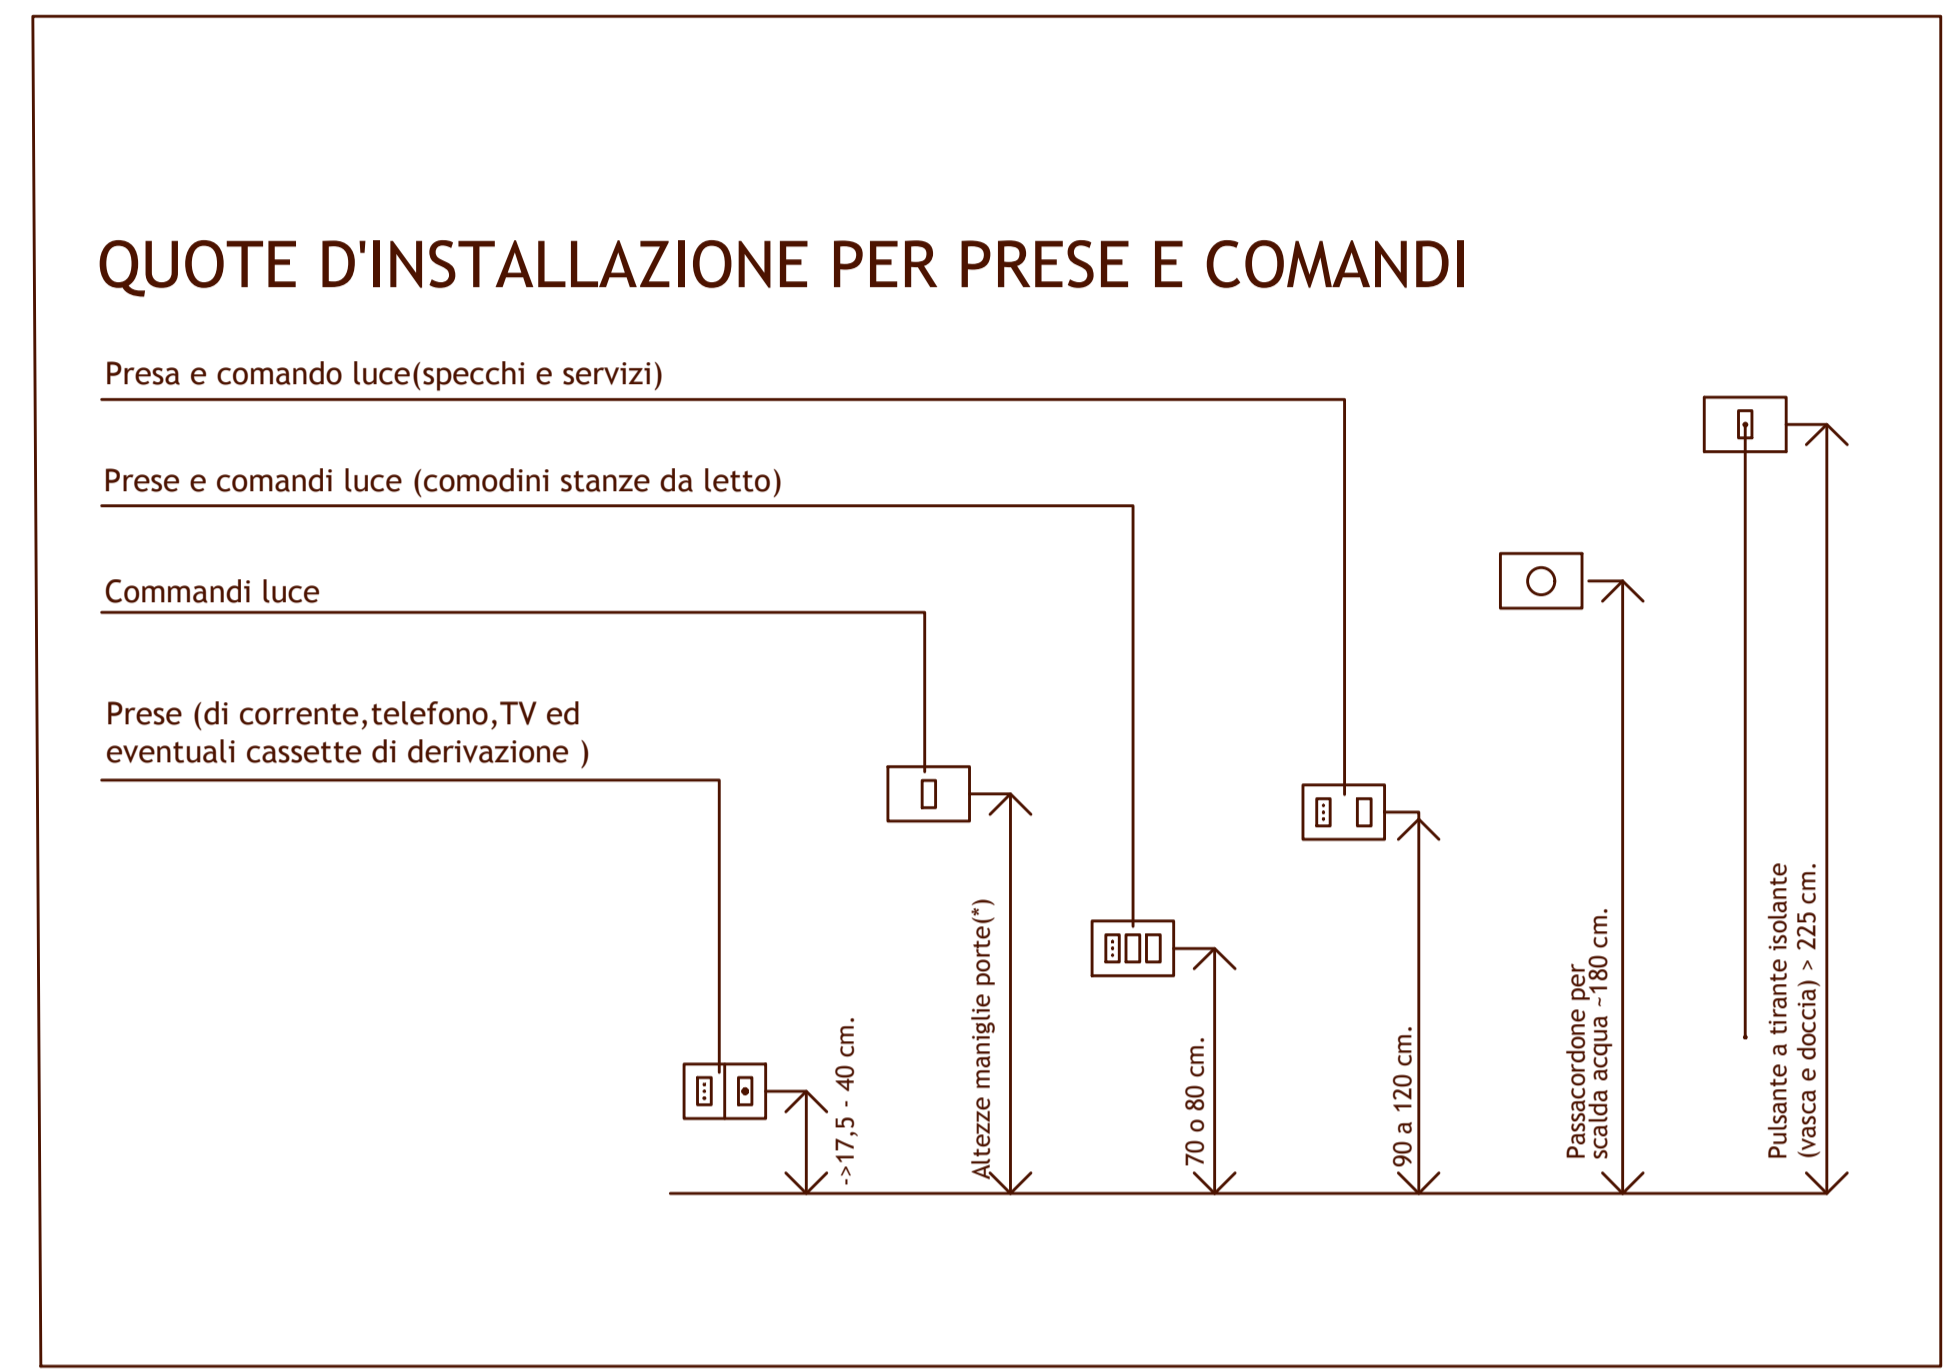 QUOTE D'INSTALLAZIONE PER PRESE E COMANDI
Presa e comando luce(specchi e servizi)
Prese e comandi luce (comodini stanze da letto)
Commandi luce
Prese (di corrente,telefono,TV ed
eventuali cassette di derivazione )
->17,5 - 40 cm.
Altezze maniglie porte(*)
70 o 80 cm.
90 a 120 cm.
Passacordone per
scalda acqua ~180 cm.
Pulsante a tirante isolante
(vasca e doccia) > 225 cm.